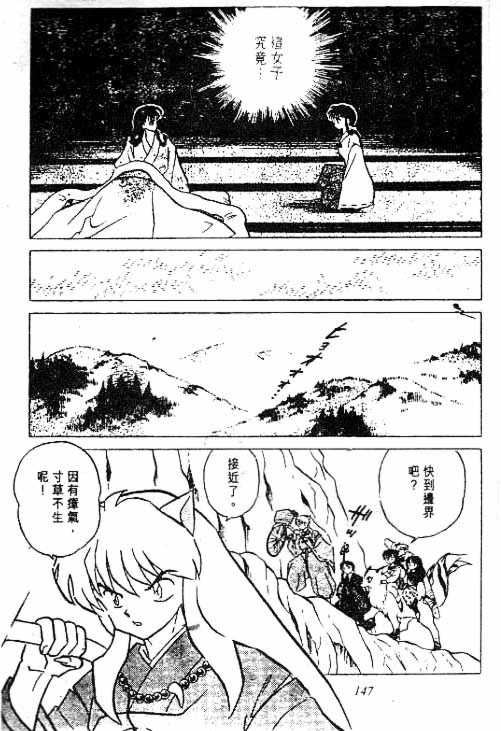 這女子
究竟…
快到邊界
吧？
接近了。
因有瘴氣，
寸草不生
呢！
147